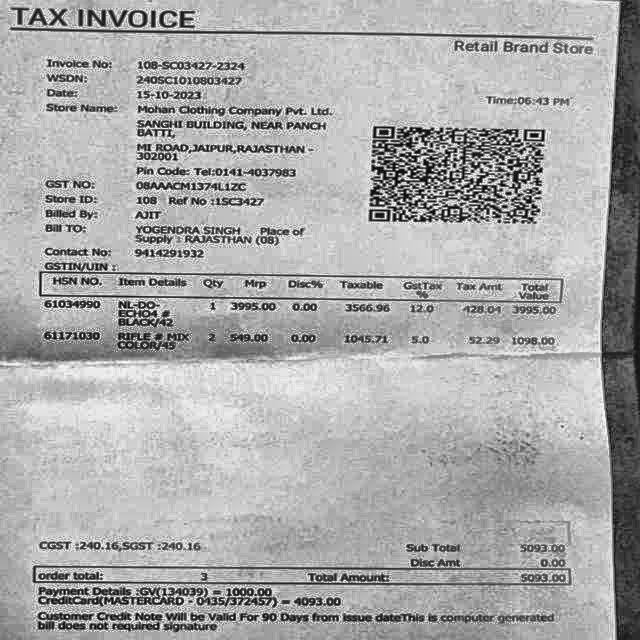 TAX INVOICE
Retail Brand Store
Invoice No: 108-SC03427-2324
WSDN: 240SC1010803427
Date: 15-10-2023
Time:06:43 PM
Store Name: Mohan Clothing Company Pvt. Ltd.
SANGHI BUILDING, NEAR PANCH
BATTI,
MI ROAD,JAIPUR,RAJASTHAN -
302001
Pin Code: Tel:0141-4037983
GST NO: 08AAACM1374L1ZC
Store ID: 108 Ref No :1SC3427
Billed By: AJIT
Bill TO: YOGENDRA SINGH Place of
Supply : RAJASTHAN (08)
Contact No: 9414291932
GSTIN/UIN :
HSN NO. Item Details Qty Mrp Disc% Taxable GstTax % Tax Amt Total Value
61034990 NL-DO- 1 3995.00 0.00 3566.96 12.0 428.04 3995.00
ECHO4 #
BLACK/42
61171030 RIFLE # MIX 2 549.00 0.00 1045.71 5.0 52.29 1098.00
COLOR/45
CGST :240.16,SGST :240.16
Sub Total 5093.00
Disc Amt 0.00
order total: 3 Total Amount: 5093.00
Payment Details :GV(134039) = 1000.00
CreditCard(MASTERCARD - 0435/372457) = 4093.00
Customer Credit Note Will be Valid For 90 Days from issue dateThis is computer generated
bill does not required signature